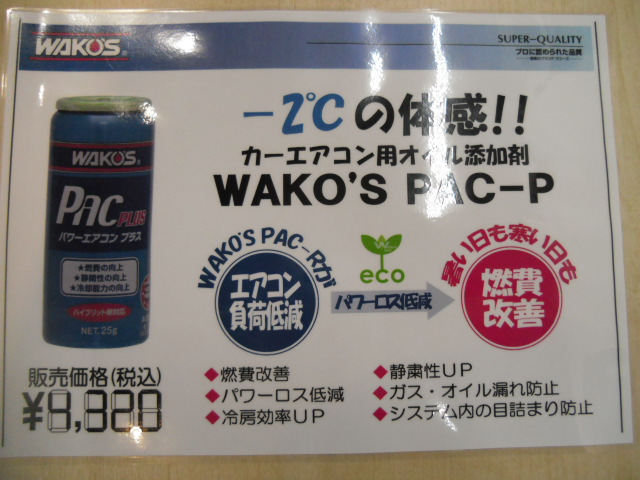 WAKO'S®
SUPER-QUALITY
プロに認められた品質
-2℃の体感!!
カーエアコン用オイル添加剤
WAKO'S PAC-P
WAKO'S®
PAC PLUS
パワーエアコン プラス
★燃費の向上
★静粛性の向上
★冷却能力の向上
ハイブリッド車対応
NET. 25g
WAKO'S PAC-Rが
エアコン
負荷低減
eco
パワーロス低減
暑い日も寒い日も
燃費
改善
販売価格(税込)
◆燃費改善
◆パワーロス低減
◆冷房効率UP
◆静粛性UP
◆ガス・オイル漏れ防止
◆システム内の目詰まり防止